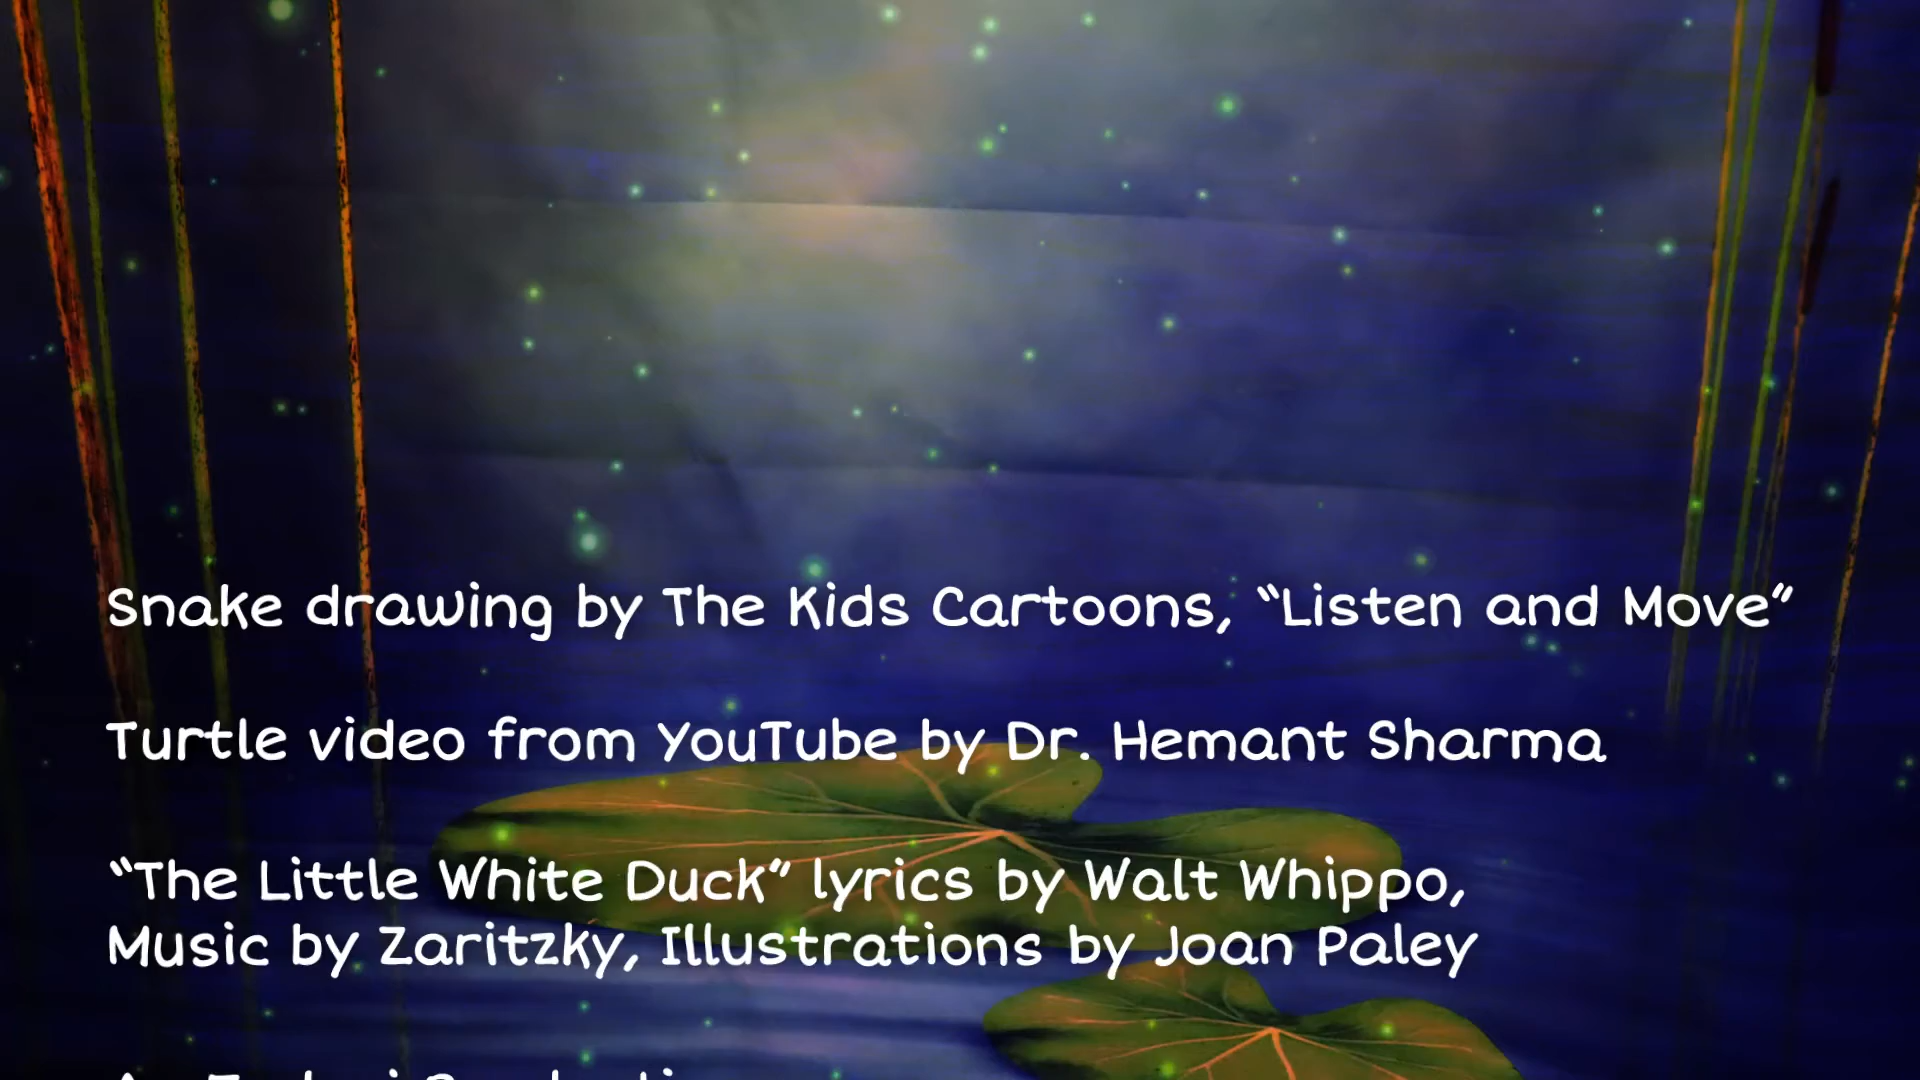 Snake drawing by The Kids Cartoons, “Listen and Move”
Turtle video from YouTube by Dr. Hemant Sharma
“The Little White Duck” lyrics by Walt Whippo,
Music by Zaritzky, Illustrations by Joan Paley